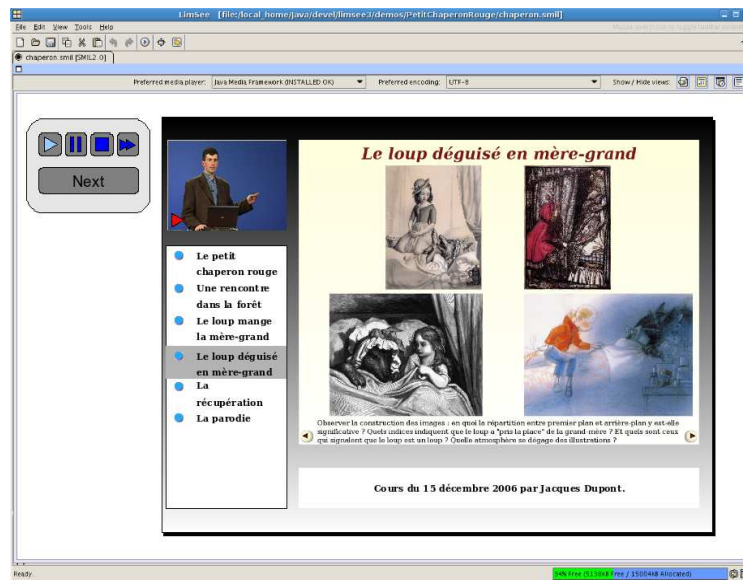 LimSee [file:/local_home/java/devel/limsee3/demos/PetitChaperonRouge/chaperon.smil]
File Edit View Tools Help
chaperon.smil [SMIL2.0]
Preferred media player: Java Media Framework (INSTALLED OK) Preferred encoding: UTF-8 Show / Hide views:
Next
Le loup déguisé en mère-grand
Le petit
chaperon rouge
Une rencontre
dans la forêt
Le loup mange
la mère-grand
Le loup déguisé
en mère-grand
La
récupération
La parodie
Observer la construction des images : en quoi la répartition entre premier plan et arrière-plan y est-elle
significative ? Quels indices indiquent que le loup a "pris la place" de la grand-mère ? Et quels sont ceux
qui signalent que le loup est un loup ? Quelle atmosphère se dégage des illustrations ?
Cours du 15 décembre 2006 par Jacques Dupont.
Ready. Free / 15004kB Allocated)